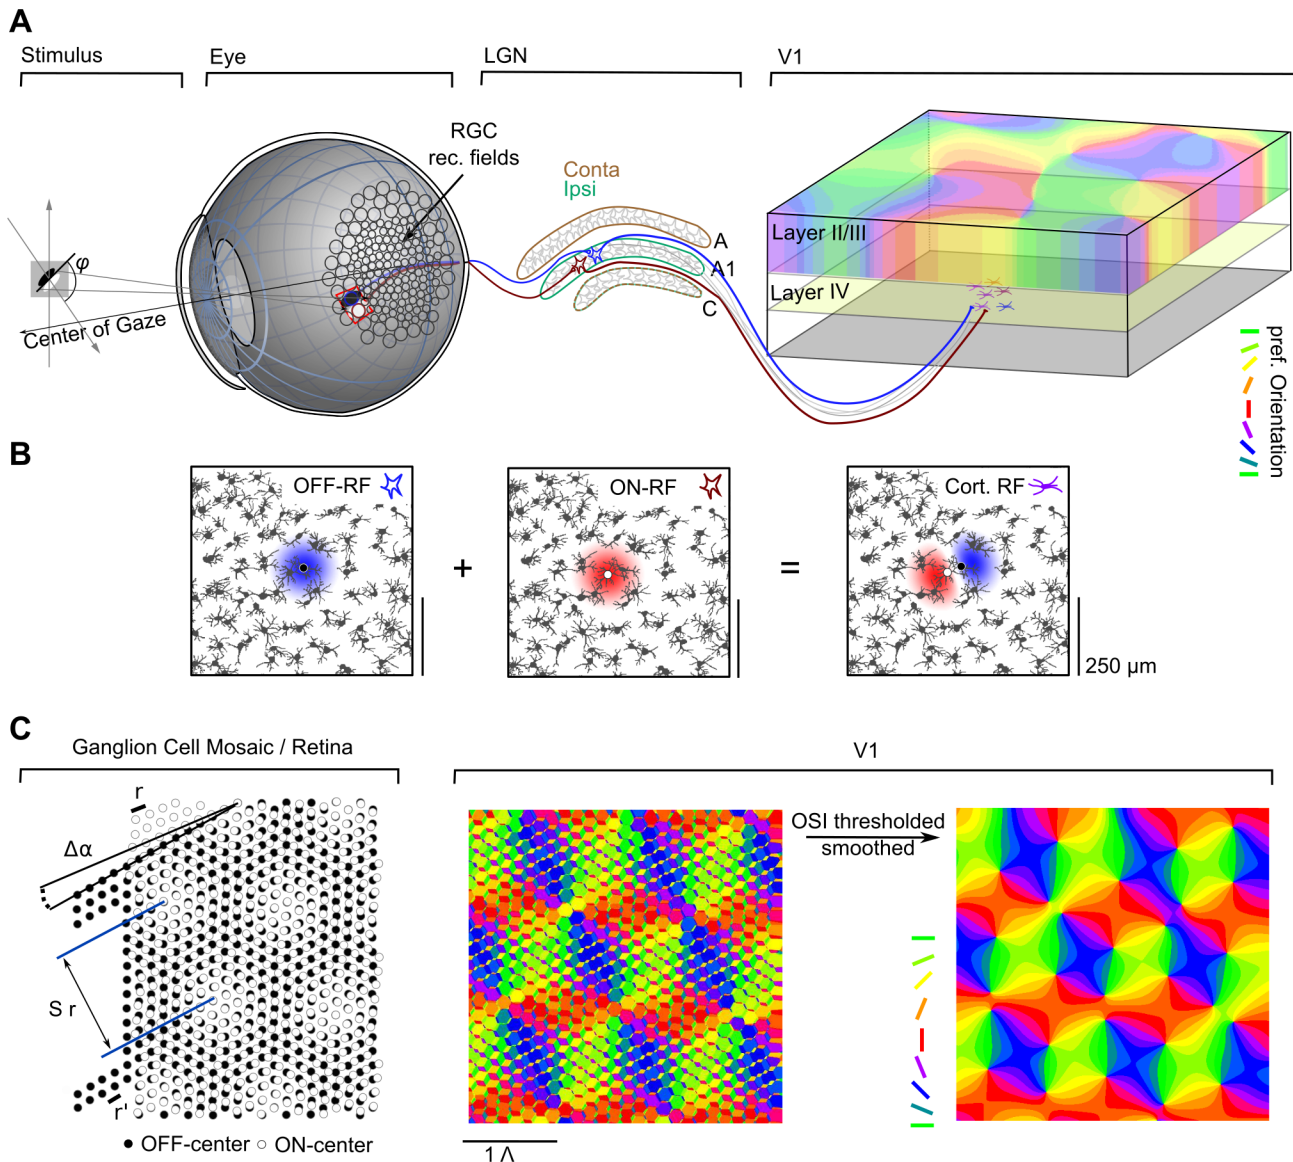 A
Stimulus
Eye
LGN
V1
RGC
rec. fields
Conta
Ipsi
A
A1
C
φ
Center of Gaze
Layer II/III
Layer IV
pref. Orientation
B
OFF-RF
+
ON-RF
=
Cort. RF
250 µm
C
Ganglion Cell Mosaic / Retina
V1
r
Δα
S r
r'
OFF-center
ON-center
OSI thresholded
smoothed
1 Λ